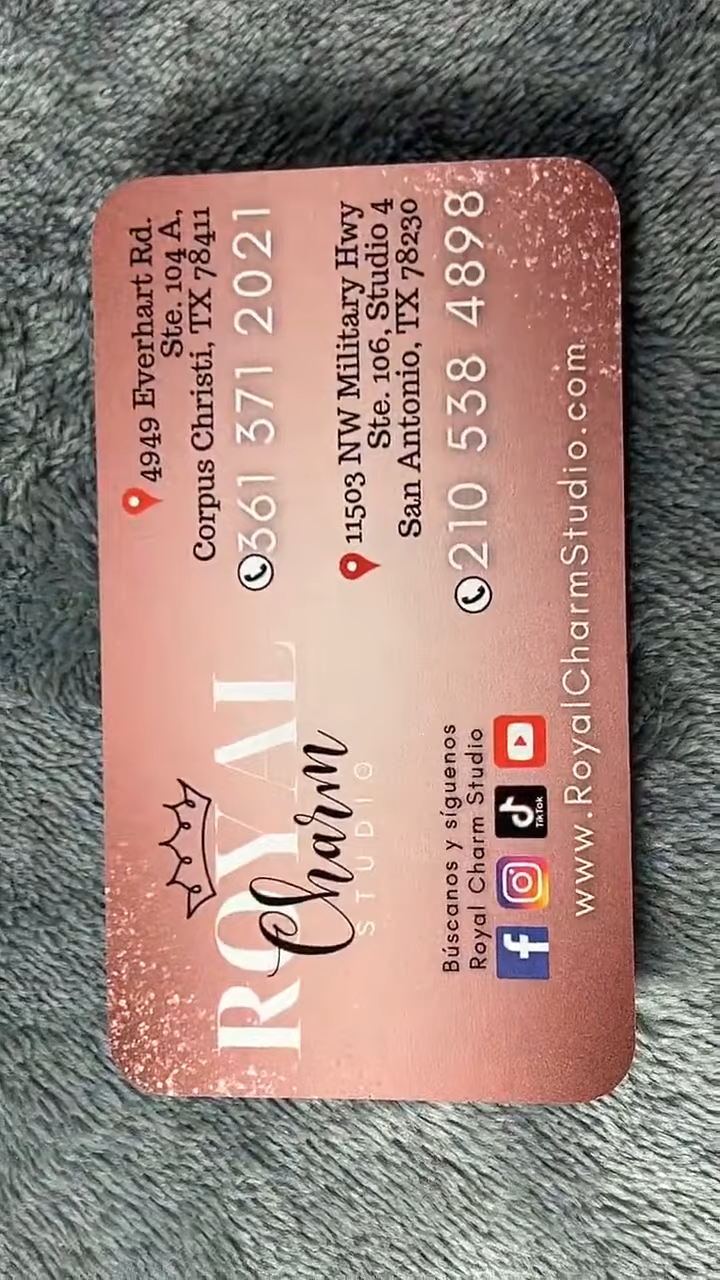 ROYAL
Charm
STUDIO
Búscanos y síguenos
Royal Charm Studio
TikTok
4949 Everhart Rd.
Ste. 104 A,
Corpus Christi, TX 78411
361 371 2021
11503 NW Military Hwy
Ste. 106, Studio 4
San Antonio, TX 78230
210 538 4898
www.RoyalCharmStudio.com